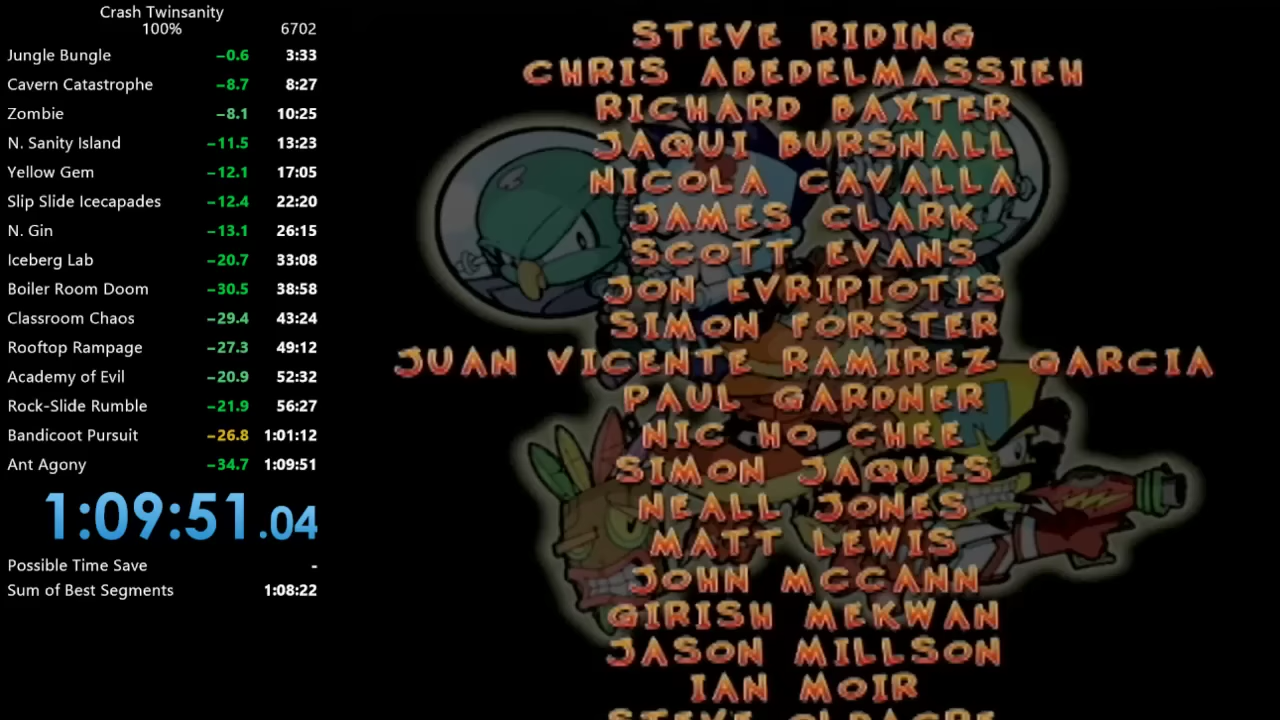 Crash Twinsanity
100% 6702
Jungle Bungle −0.6 3:33
Cavern Catastrophe −8.7 8:27
Zombie −8.1 10:25
N. Sanity Island −11.5 13:23
Yellow Gem −12.1 17:05
Slip Slide Icecapades −12.4 22:20
N. Gin −13.1 26:15
Iceberg Lab −20.7 33:08
Boiler Room Doom −30.5 38:58
Classroom Chaos −29.4 43:24
Rooftop Rampage −27.3 49:12
Academy of Evil −20.9 52:32
Rock-Slide Rumble −21.9 56:27
Bandicoot Pursuit −26.8 1:01:12
Ant Agony −34.7 1:09:51
1:09:51.04
Possible Time Save -
Sum of Best Segments 1:08:22
STEVE RIDING
CHRIS ABEDELMASSIEH
RICHARD BAXTER
JAQUI BURSNALL
NICOLA CAVALLA
JAMES CLARK
SCOTT EVANS
JON EVRIPIOTIS
SIMON FORSTER
JUAN VICENTE RAMIREZ GARCIA
PAUL GARDNER
NIC HO CHEE
SIMON JAQUES
NEALL JONES
MATT LEWIS
JOHN MCCANN
GIRISH MEKWAN
JASON MILLSON
IAN MOIR
STEVE OLDACRE
N